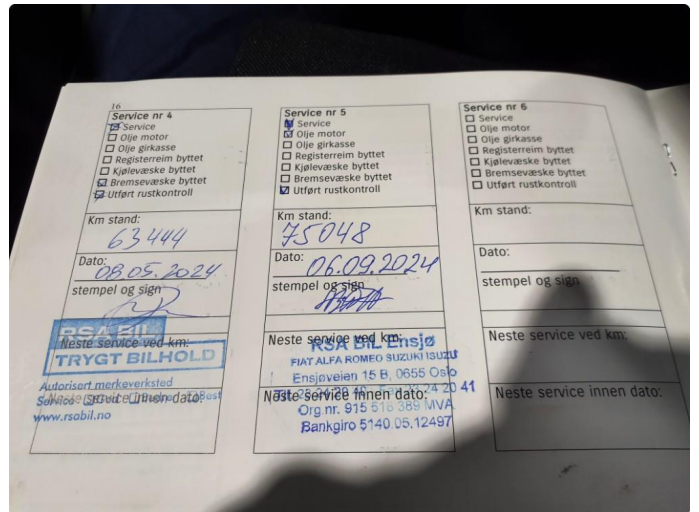 16
Service nr 4
Service
Olje motor
Olje girkasse
Registerreim byttet
Kjølevæske byttet
Bremsevæske byttet
Utført rustkontroll
Km stand:
63444
Dato:
08.05.2024
stempel og sign
Neste service ved km:
RSA BIL
TRYGT BILHOLD
Autorisert merkeverksted
Neste service innen dato:
www.rsabil.no
Service nr 5
Service
Olje motor
Olje girkasse
Registerreim byttet
Kjølevæske byttet
Bremsevæske byttet
Utført rustkontroll
Km stand:
75048
Dato:
06.09.2024
stempel og sign
Neste service ved km:
RSA BIL Ensjø
FIAT ALFA ROMEO SUZUKI ISUZU
Ensjøveien 15 B, 0655 Oslo
Neste service innen dato:
41
Org.nr. 915 516 389 MVA
Bankgiro 5140.05.12497
Service nr 6
Service
Olje motor
Olje girkasse
Registerreim byttet
Kjølevæske byttet
Bremsevæske byttet
Utført rustkontroll
Km stand:
Dato:
stempel og sign
Neste service ved km:
Neste service innen dato: